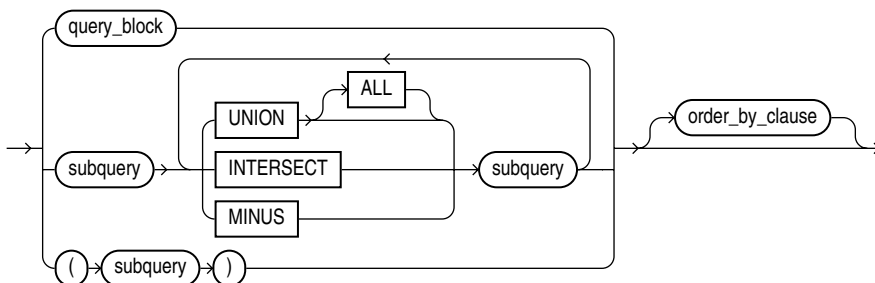 query_block
ALL
UNION
order_by_clause
subquery
INTERSECT
subquery
MINUS
( subquery )